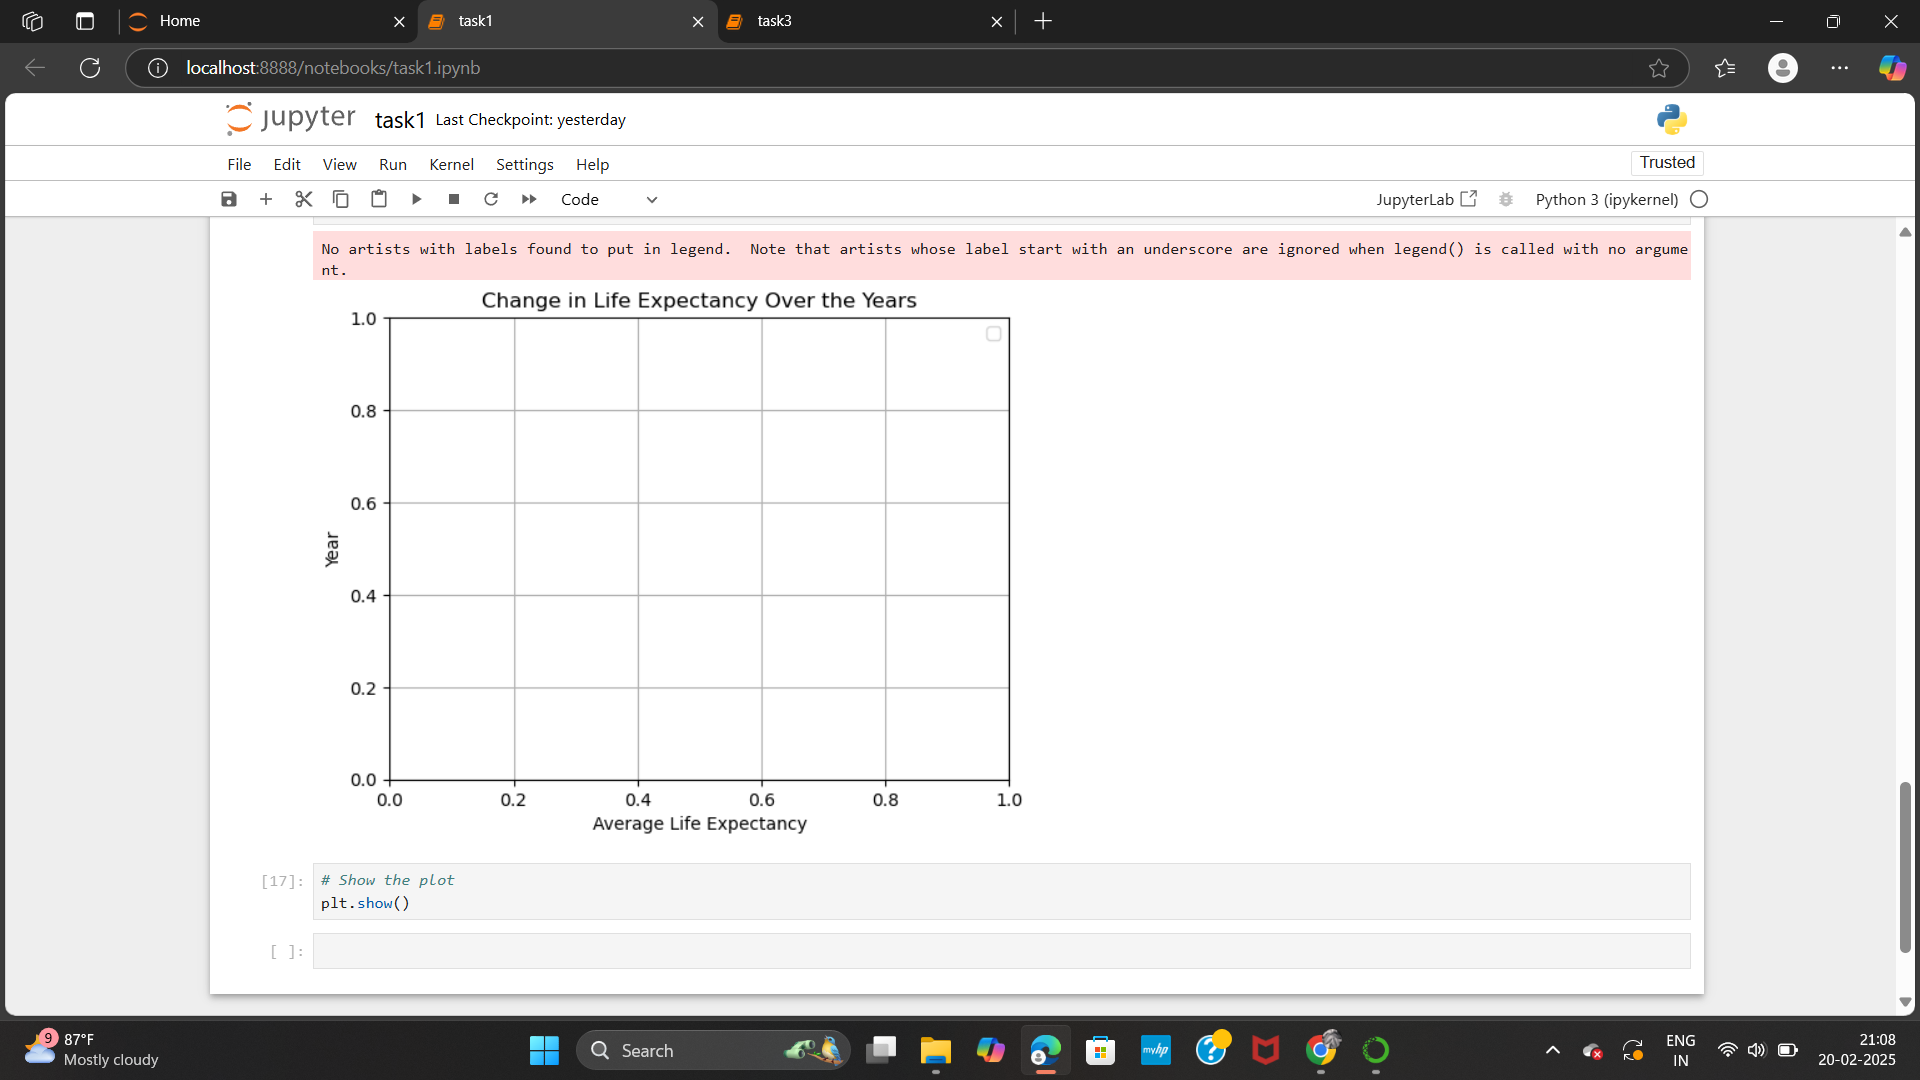 Home
task1
task3
localhost:8888/notebooks/task1.ipynb
jupyter task1 Last Checkpoint: yesterday
File Edit View Run Kernel Settings Help
Trusted
Code
JupyterLab
Python 3 (ipykernel)
No artists with labels found to put in legend.  Note that artists whose label start with an underscore are ignored when legend() is called with no argume
nt.
Change in Life Expectancy Over the Years
1.0
0.8
0.6
Year
0.4
0.2
0.0
0.0 0.2 0.4 0.6 0.8 1.0
Average Life Expectancy
[17]: # Show the plot
plt.show()
[ ]:
9
87°F
Mostly cloudy
Search
myhp
ENG
IN
21:08
20-02-2025